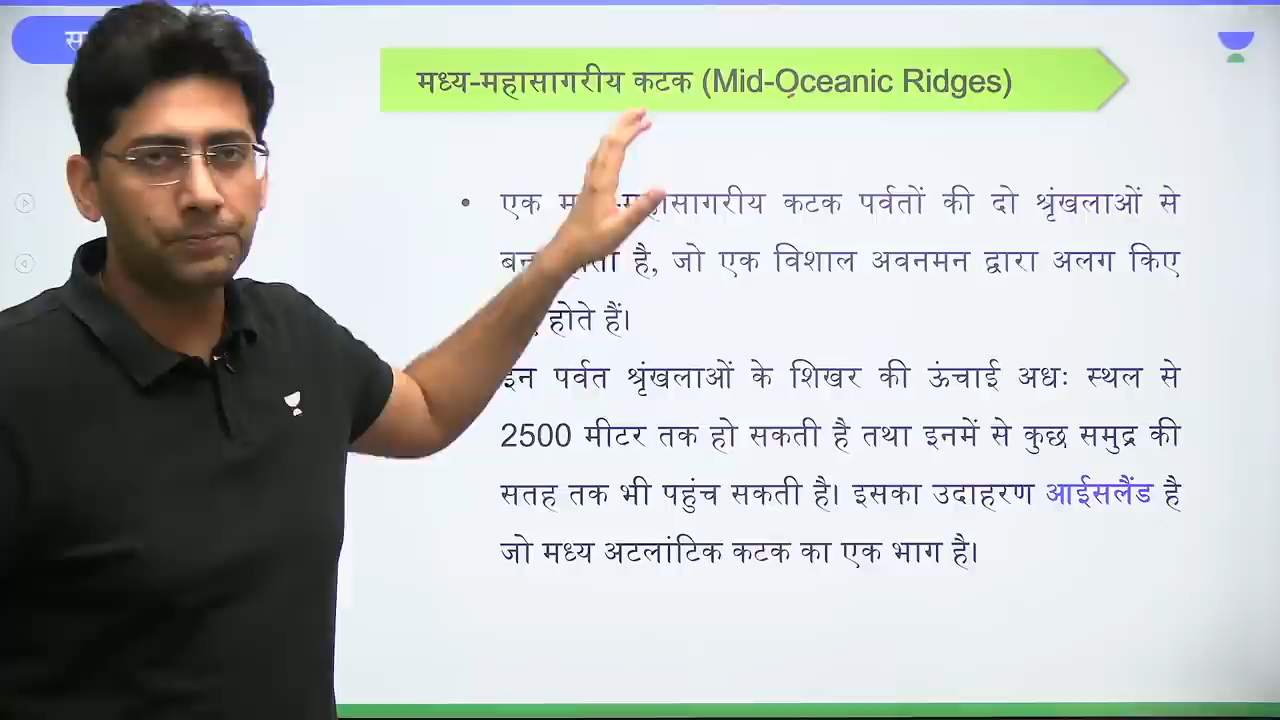 स
मध्य-महासागरीय कटक (Mid-Oceanic Ridges)
• एक महासागरीय कटक पर्वतों की दो श्रृंखलाओं से
है, जो एक विशाल अवनमन द्वारा अलग किए
होते हैं।
इन पर्वत श्रृंखलाओं के शिखर की ऊंचाई अधः स्थल से
2500 मीटर तक हो सकती है तथा इनमें से कुछ समुद्र की
सतह तक भी पहुंच सकती है। इसका उदाहरण आईसलैंड है
जो मध्य अटलांटिक कटक का एक भाग है।